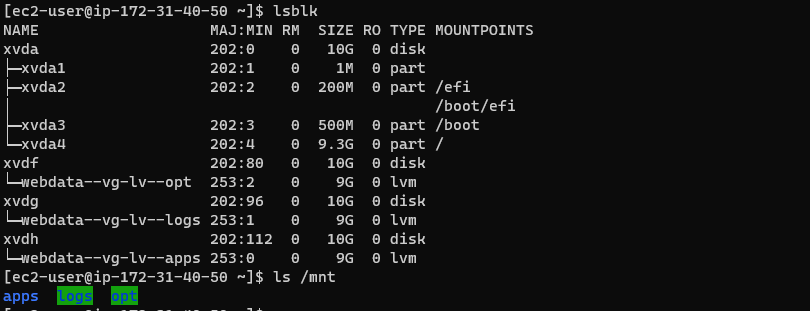 [ec2-user@ip-172-31-40-50 ~]$ lsblk
NAME                   MAJ:MIN RM  SIZE RO TYPE MOUNTPOINTS
xvda                   202:0    0   10G  0 disk
├─xvda1                202:1    0    1M  0 part
├─xvda2                202:2    0  200M  0 part /efi
│                                               /boot/efi
├─xvda3                202:3    0  500M  0 part /boot
└─xvda4                202:4    0  9.3G  0 part /
xvdf                   202:80   0   10G  0 disk
└─webdata--vg-lv--opt  253:2    0    9G  0 lvm
xvdg                   202:96   0   10G  0 disk
└─webdata--vg-lv--logs 253:1    0    9G  0 lvm
xvdh                   202:112  0   10G  0 disk
└─webdata--vg-lv--apps 253:0    0    9G  0 lvm
[ec2-user@ip-172-31-40-50 ~]$ ls /mnt
apps  logs  opt